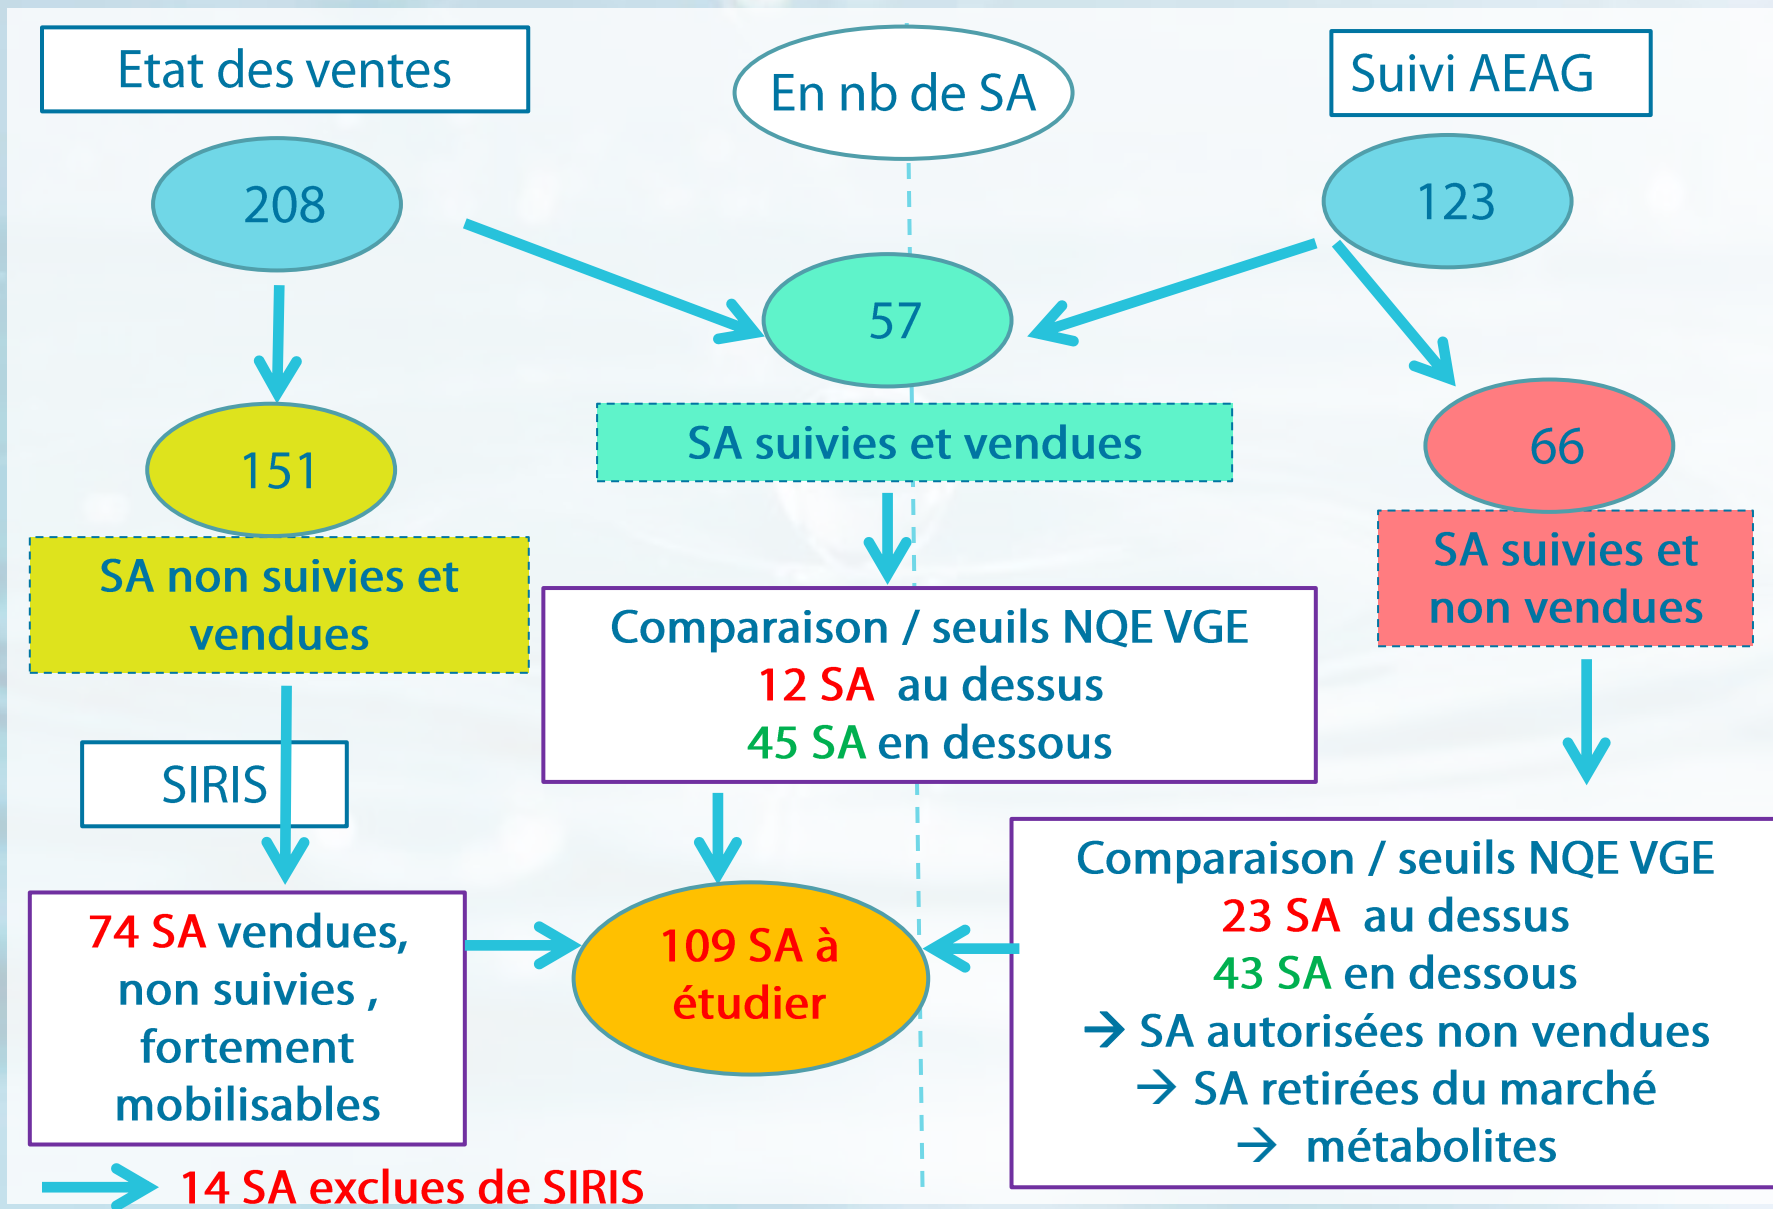 Etat des ventes
En nb de SA
Suivi AEAG
208
123
57
151
66
SA suivies et vendues
SA non suivies et
vendues
SA suivies et
non vendues
Comparaison / seuils NQE VGE
12 SA au dessus
45 SA en dessous
SIRIS
74 SA vendues,
non suivies ,
fortement
mobilisables
109 SA à
étudier
Comparaison / seuils NQE VGE
23 SA au dessus
43 SA en dessous
→ SA autorisées non vendues
→ SA retirées du marché
→ métabolites
14 SA exclues de SIRIS